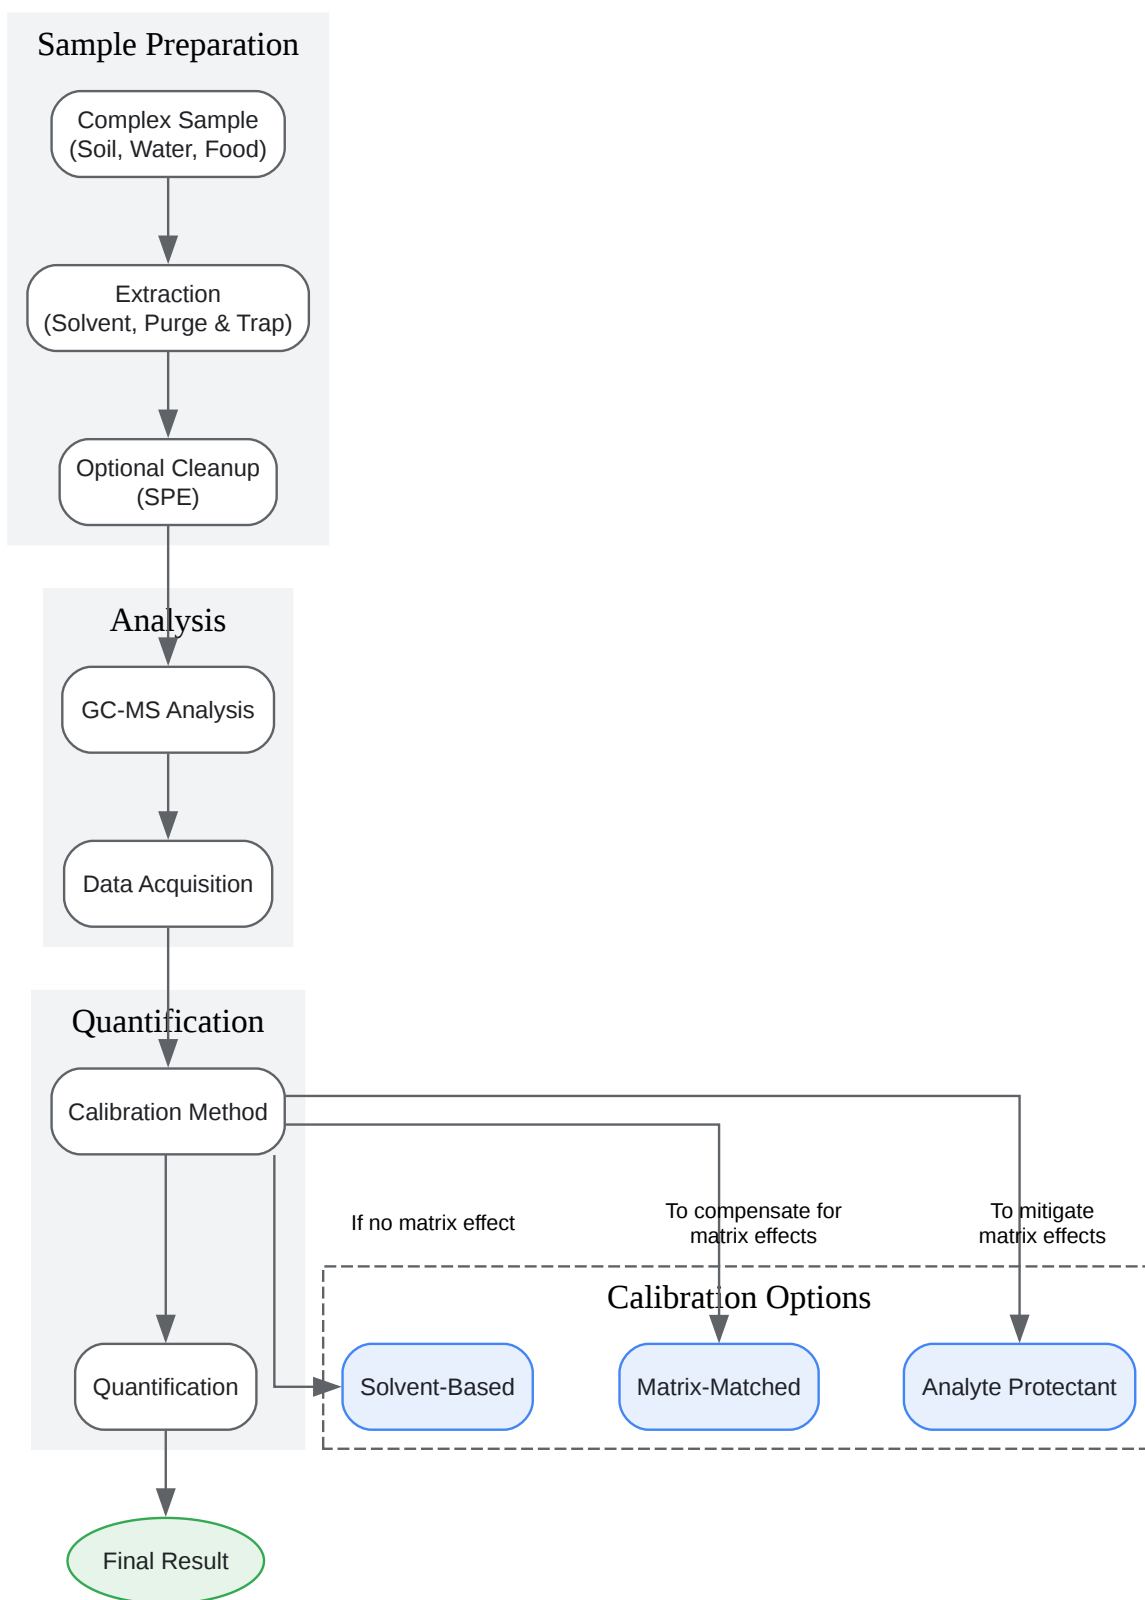 Sample Preparation
Complex Sample
(Soil, Water, Food)
Extraction
(Solvent, Purge & Trap)
Optional Cleanup
(SPE)
Analysis
GC-MS Analysis
Data Acquisition
Quantification
Calibration Method
If no matrix effect
To compensate for
matrix effects
To mitigate
matrix effects
Calibration Options
Quantification
Solvent-Based
Matrix-Matched
Analyte Protectant
Final Result